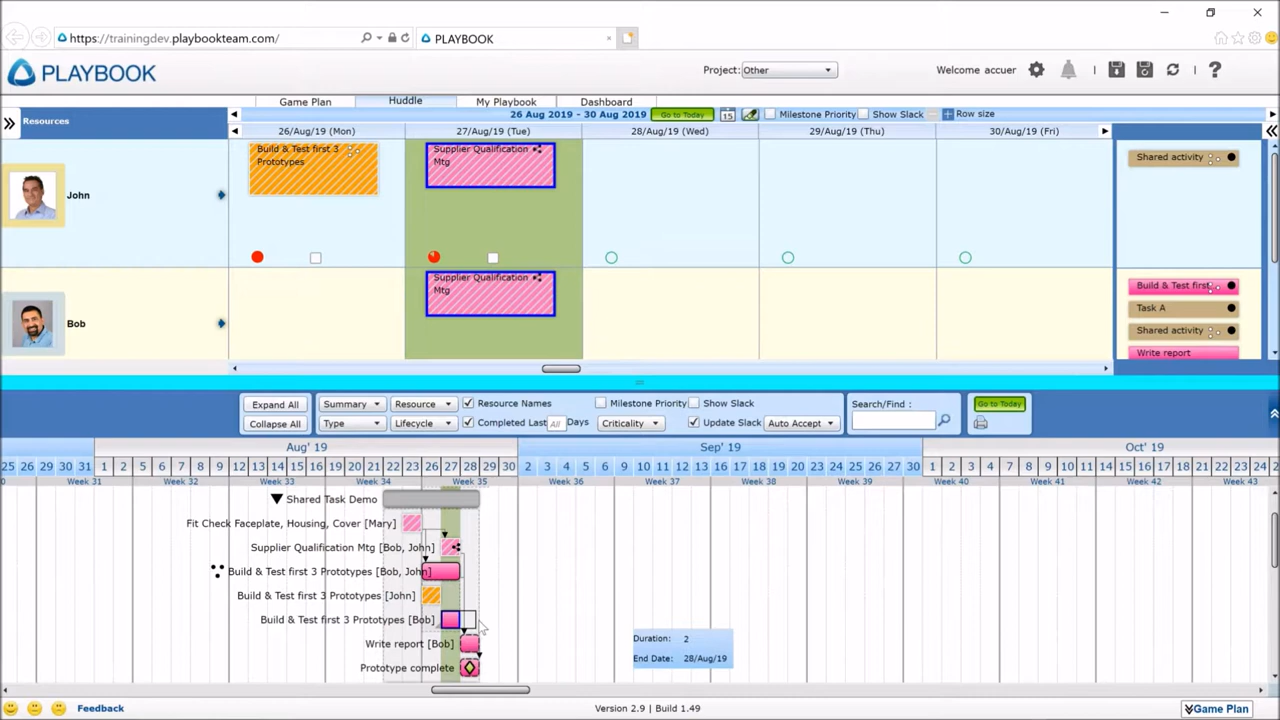 https://trainingdev.playbookteam.com/
PLAYBOOK
PLAYBOOK
Project: Other
Welcome accuer
Game Plan
Huddle
My Playbook
Dashboard
Resources
26 Aug 2019 - 30 Aug 2019
Go to Today
15
Milestone Priority
Show Slack
Row size
26/Aug/19 (Mon)
27/Aug/19 (Tue)
28/Aug/19 (Wed)
29/Aug/19 (Thu)
30/Aug/19 (Fri)
John
Build & Test first 3
Prototypes
Supplier Qualification
Mtg
Shared activity
Bob
Supplier Qualification
Mtg
Build & Test first
Task A
Shared activity
Write report
Expand All
Collapse All
Summary
Type
Resource
Lifecycle
Resource Names
Completed Last All Days
Milestone Priority
Criticality
Show Slack
Update Slack
Auto Accept
Search/Find :
Go to Today
Aug' 19
Sep' 19
Oct' 19
25 26 29 30 31 1 2 5 6 7 8 9 12 13 14 15 16 19 20 21 22 23 26 27 28 29 30 2 3 4 5 6 9 10 11 12 13 16 17 18 19 20 23 24 25 26 27 30 1 2 3 4 7 8 9 10 11 14 15 16 17 18 21 22 23 24 2
0
Week 31
Week 32
Week 33
Week 34
Week 35
Week 36
Week 37
Week 38
Week 39
Week 40
Week 41
Week 42
Week 43
Shared Task Demo
Fit Check Faceplate, Housing, Cover [Mary]
Supplier Qualification Mtg [Bob, John]
Build & Test first 3 Prototypes [Bob, John]
Build & Test first 3 Prototypes [John]
Build & Test first 3 Prototypes [Bob]
Write report [Bob]
Prototype complete
Duration: 2
End Date: 28/Aug/19
Feedback
Version 2.9 | Build 1.49
Game Plan